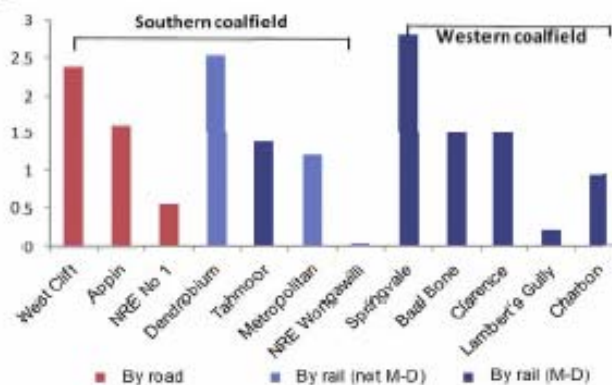 3
2.5
2
1.5
1
0.5
0
Southern coalfield
Western coalfield
West Cliff
Appin
NRE No 1
Dendrobium
Tahmoor
Metropolitan
NRE Wongawilli
Springvale
Baal Bone
Clarence
Lambert's Gully
Charbon
By road
By rail (not M-D)
By rail (M-D)